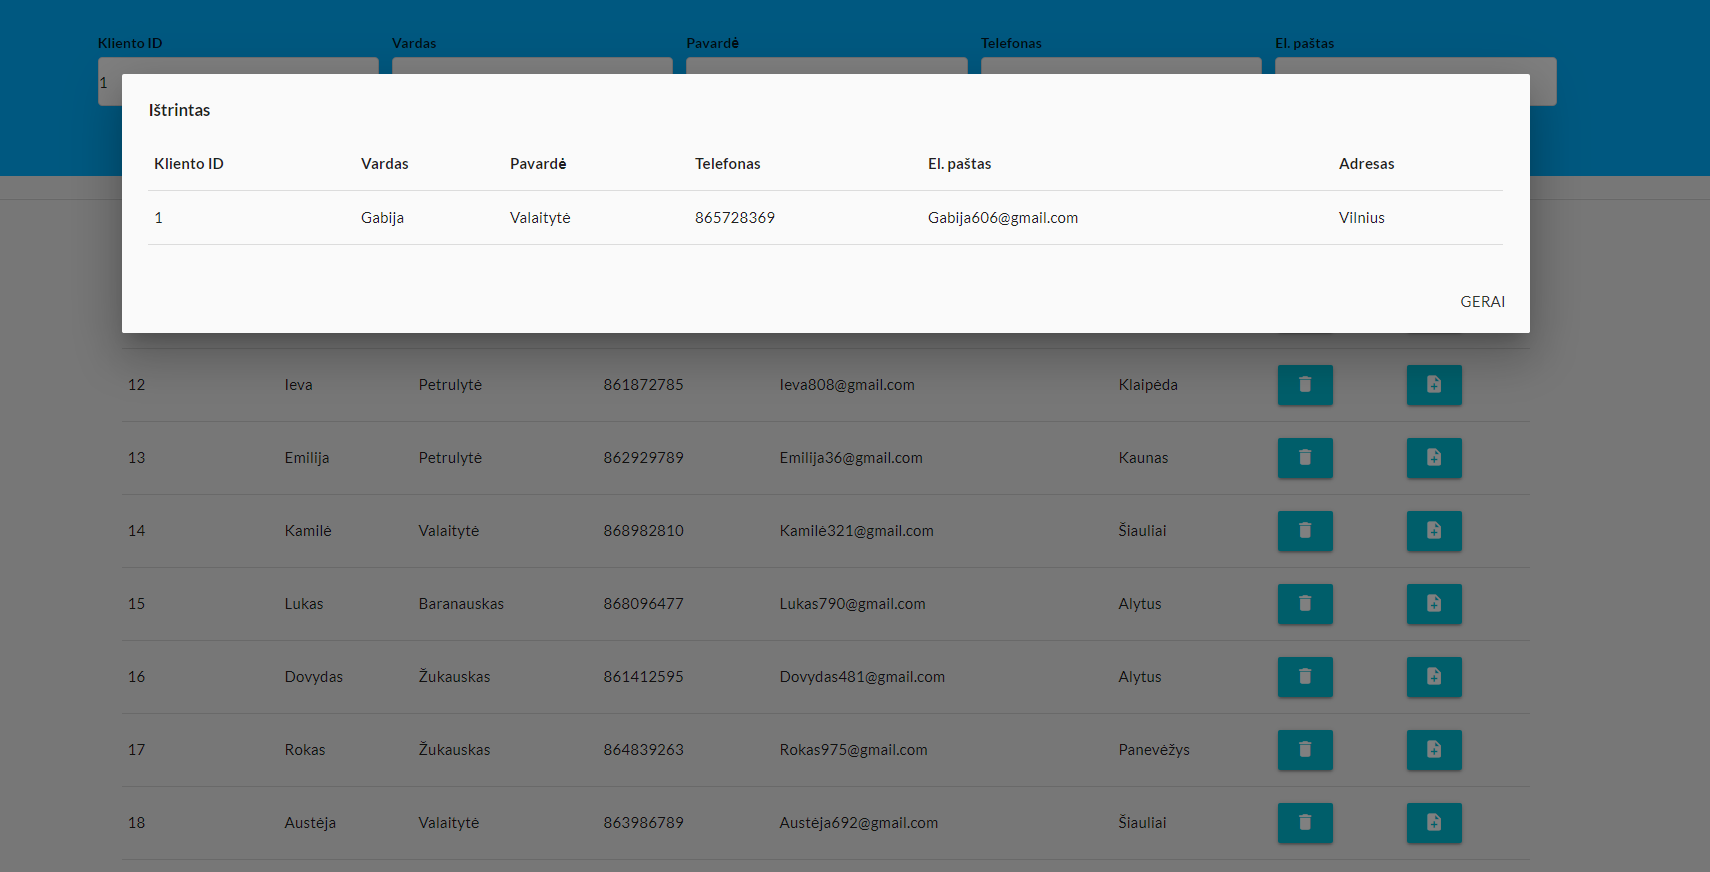 Kliento ID Vardas Pavardė Telefonas El. paštas
1
Ištrintas
Kliento ID Vardas Pavardė Telefonas El. paštas Adresas
1 Gabija Valaitytė 865728369 Gabija606@gmail.com Vilnius
GERAI
12 Ieva Petrulytė 861872785 Ieva808@gmail.com Klaipėda
13 Emilija Petrulytė 862929789 Emilija36@gmail.com Kaunas
14 Kamilė Valaitytė 868982810 Kamilė321@gmail.com Šiauliai
15 Lukas Baranauskas 868096477 Lukas790@gmail.com Alytus
16 Dovydas Žukauskas 861412595 Dovydas481@gmail.com Alytus
17 Rokas Žukauskas 864839263 Rokas975@gmail.com Panevėžys
18 Austėja Valaitytė 863986789 Austėja692@gmail.com Šiauliai